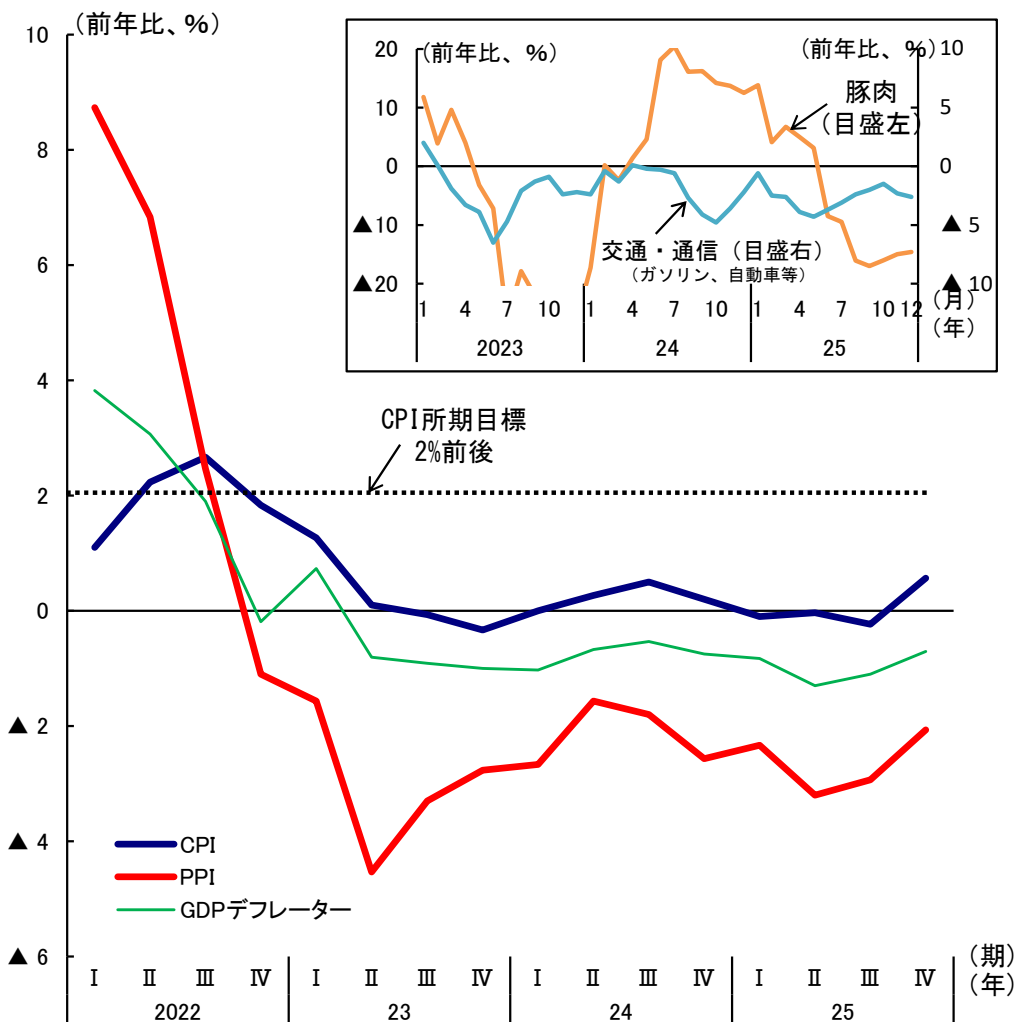 (前年比、%)
10
8
6
4
2
0
▲ 2
▲ 4
▲ 6
(前年比、%)
(前年比、%)
20
10
0
▲ 10
▲ 20
10
5
0
▲ 5
▲ 10
豚肉
(目盛左)
交通・通信(目盛右)
(ガソリン、自動車等)
1 4 7 10 1 4 7 10 1 4 7 10 12 (月)
(年)
2023 24 25
CPI所期目標
2%前後
CPI
PPI
GDPデフレーター
Ⅰ Ⅱ Ⅲ Ⅳ Ⅰ Ⅱ Ⅲ Ⅳ Ⅰ Ⅱ Ⅲ Ⅳ Ⅰ Ⅱ Ⅲ Ⅳ (期)
(年)
2022 23 24 25